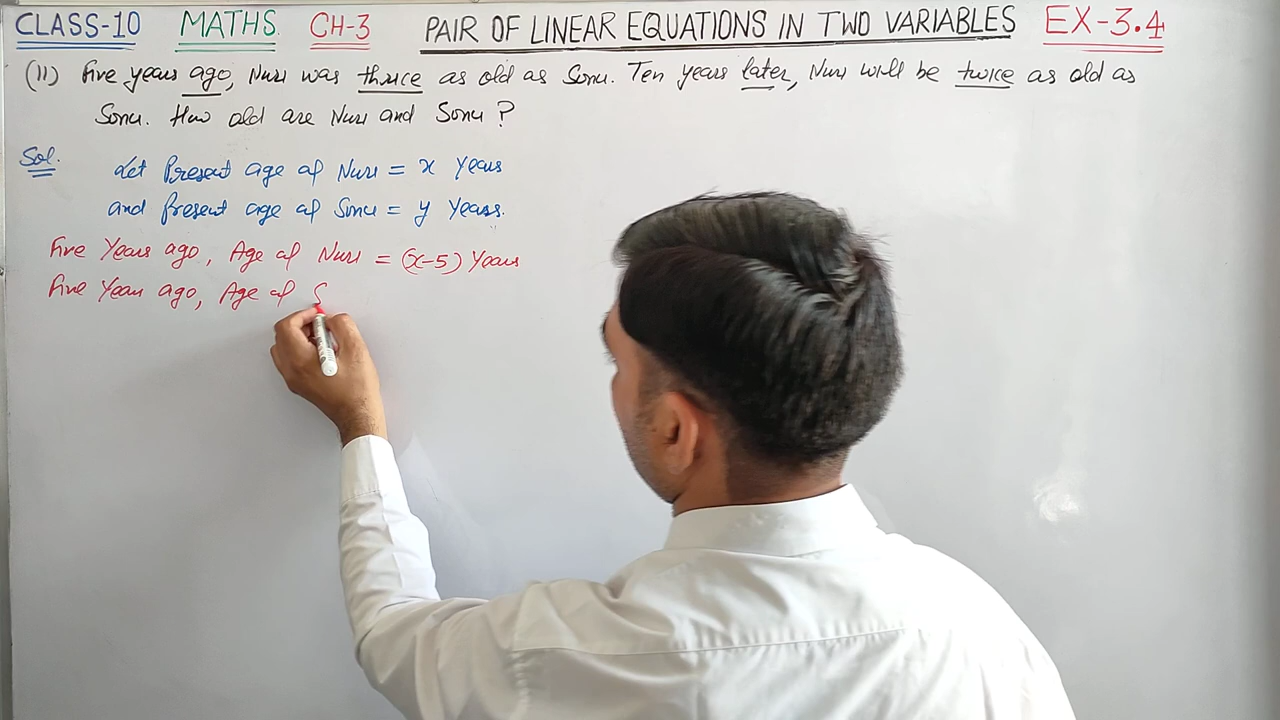 CLASS-10 MATHS CH-3 PAIR OF LINEAR EQUATIONS IN TWO VARIABLES EX-3.4
(II) Five years ago, Nuri was thrice as old as Sonu. Ten years later, Nuri will be twice as old as
Sonu. How old are Nuri and Sonu?
Sol. Let Present age of Nuri = x Years
and Present age of Sonu = y Years.
Five Years ago, Age of Nuri = (x-5) Years
Five Years ago, Age of S